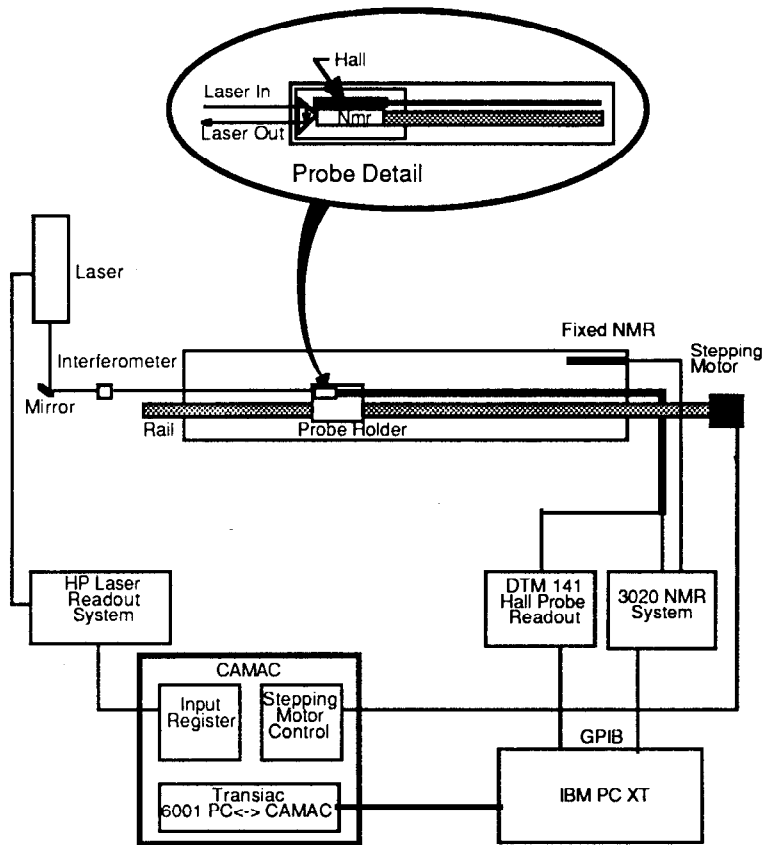 Hall
Laser In
Nmr
Laser Out
Probe Detail
Laser
Fixed NMR
Stepping
Motor
Interferometer
Mirror
Rail
Probe Holder
HP Laser
Readout
System
DTM 141
Hall Probe
Readout
3020 NMR
System
CAMAC
Input
Register
Stepping
Motor
Control
GPIB
Transiac
6001 PC<-> CAMAC
IBM PC XT